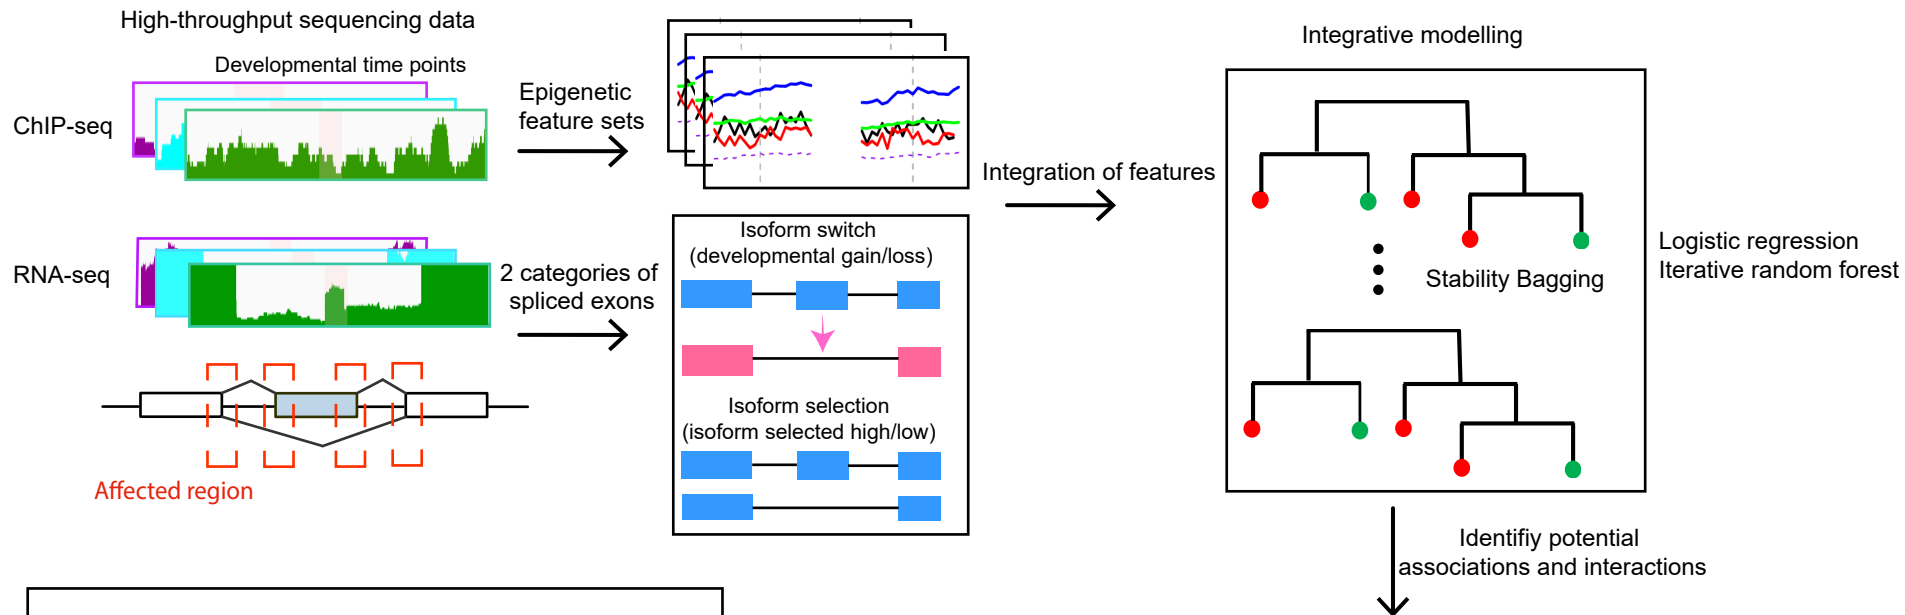 High-throughput sequencing data
Developmental time points
ChIP-seq
RNA-seq
Affected region
Epigenetic
feature sets
2 categories of
spliced exons
Isoform switch
(developmental gain/loss)
Isoform selection
(isoform selected high/low)
Integration of features
Integrative modelling
Stability Bagging
Logistic regression
Iterative random forest
Identifiy potential
associations and interactions